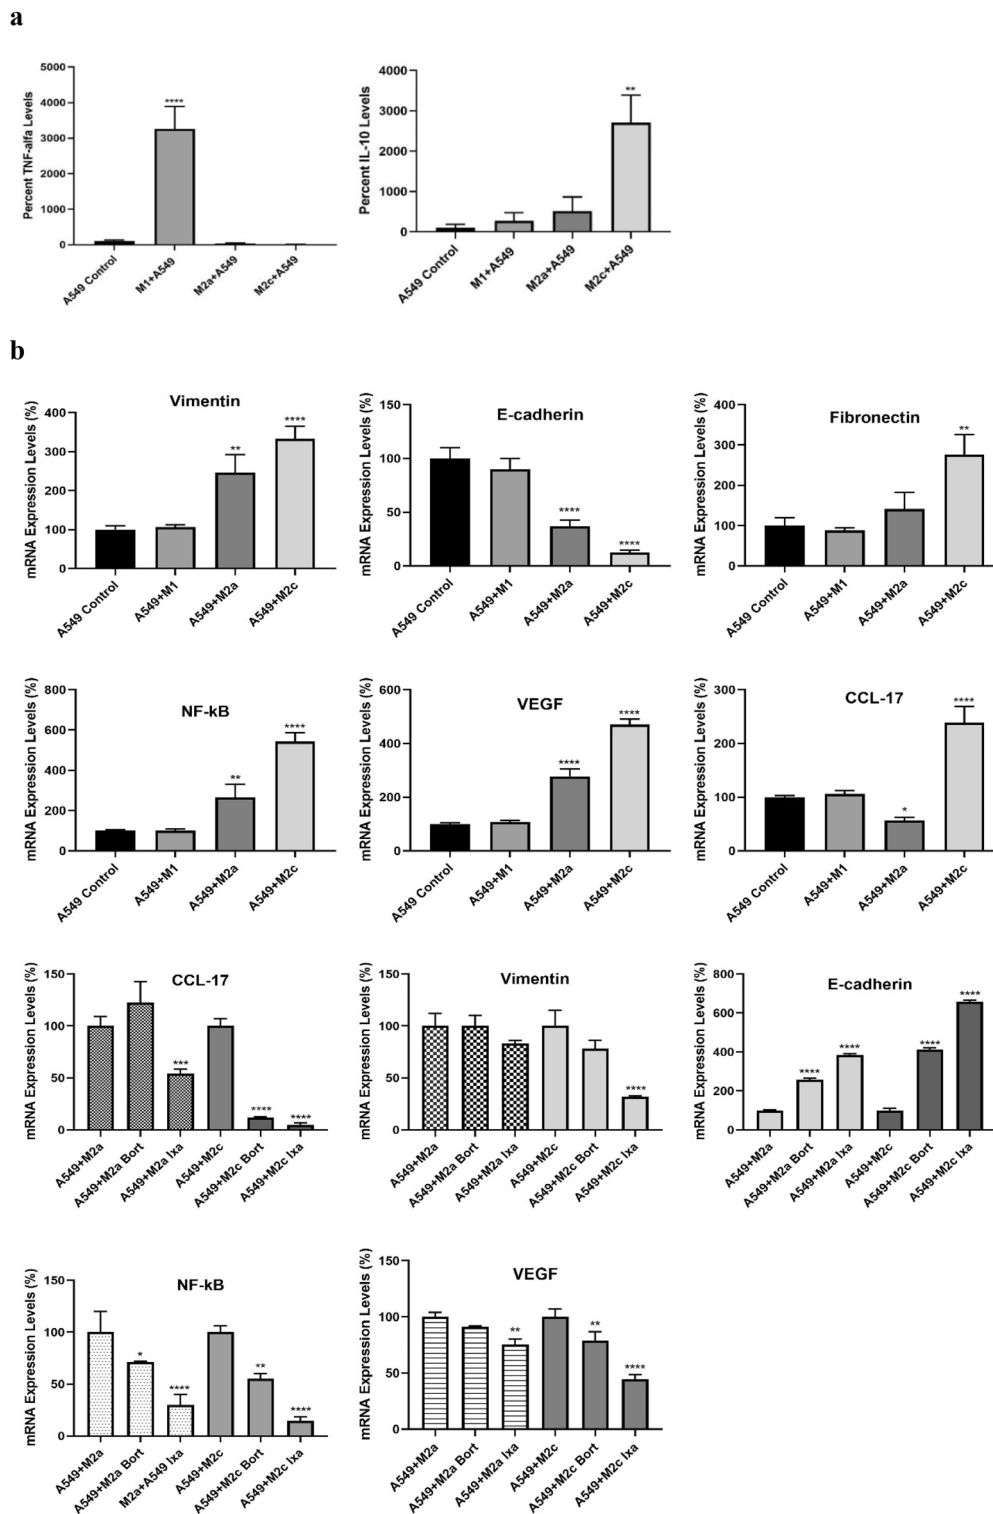 a
Percent TNF-alfa Levels
5000
4000
3000
2000
1000
0
****
A549 Control
M1+A549
M2a+A549
M2c+A549
Percent IL-10 Levels
4000
3000
2000
1000
0
**
A549 Control
M1+A549
M2a+A549
M2c+A549
b
Vimentin
mRNA Expression Levels (%)
400
300
200
100
0
**
****
A549 Control
A549+M1
A549+M2a
A549+M2c
E-cadherin
mRNA Expression Levels (%)
150
100
50
0
****
****
A549 Control
A549+M1
A549+M2a
A549+M2c
Fibronectin
mRNA Expression Levels (%)
400
300
200
100
0
**
A549 Control
A549+M1
A549+M2a
A549+M2c
NF-kB
mRNA Expression Levels (%)
800
600
400
200
0
**
****
A549 Control
A549+M1
A549+M2a
A549+M2c
VEGF
mRNA Expression Levels (%)
600
400
200
0
****
****
A549 Control
A549+M1
A549+M2a
A549+M2c
CCL-17
mRNA Expression Levels (%)
300
200
100
0
*
****
A549 Control
A549+M1
A549+M2a
A549+M2c
CCL-17
mRNA Expression Levels (%)
150
100
50
0
***
****
****
A549+M2a
A549+M2a Bort
A549+M2a Ixa
A549+M2c
A549+M2c Bort
A549+M2c Ixa
Vimentin
mRNA Expression Levels (%)
150
100
50
0
****
A549+M2a
A549+M2a Bort
A549+M2a Ixa
A549+M2c
A549+M2c Bort
A549+M2c Ixa
E-cadherin
mRNA Expression Levels (%)
800
600
400
200
0
****
****
****
****
A549+M2a
A549+M2a Bort
A549+M2a Ixa
A549+M2c
A549+M2c Bort
A549+M2c Ixa
NF-kB
mRNA Expression Levels (%)
150
100
50
0
*
****
**
****
A549+M2a
A549+M2a Bort
M2a+A549 Ixa
A549+M2c
A549+M2c Bort
A549+M2c Ixa
VEGF
mRNA Expression Levels (%)
150
100
50
0
**
**
****
A549+M2a
A549+M2a Bort
A549+M2a Ixa
A549+M2c
A549+M2c Bort
A549+M2c Ixa